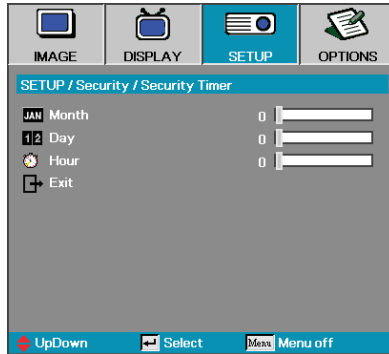 IMAGE DISPLAY SETUP OPTIONS
SETUP / Security / Security Timer
JAN Month 0
1 2 Day 0
Hour 0
Exit
UpDown Select Menu Menu off